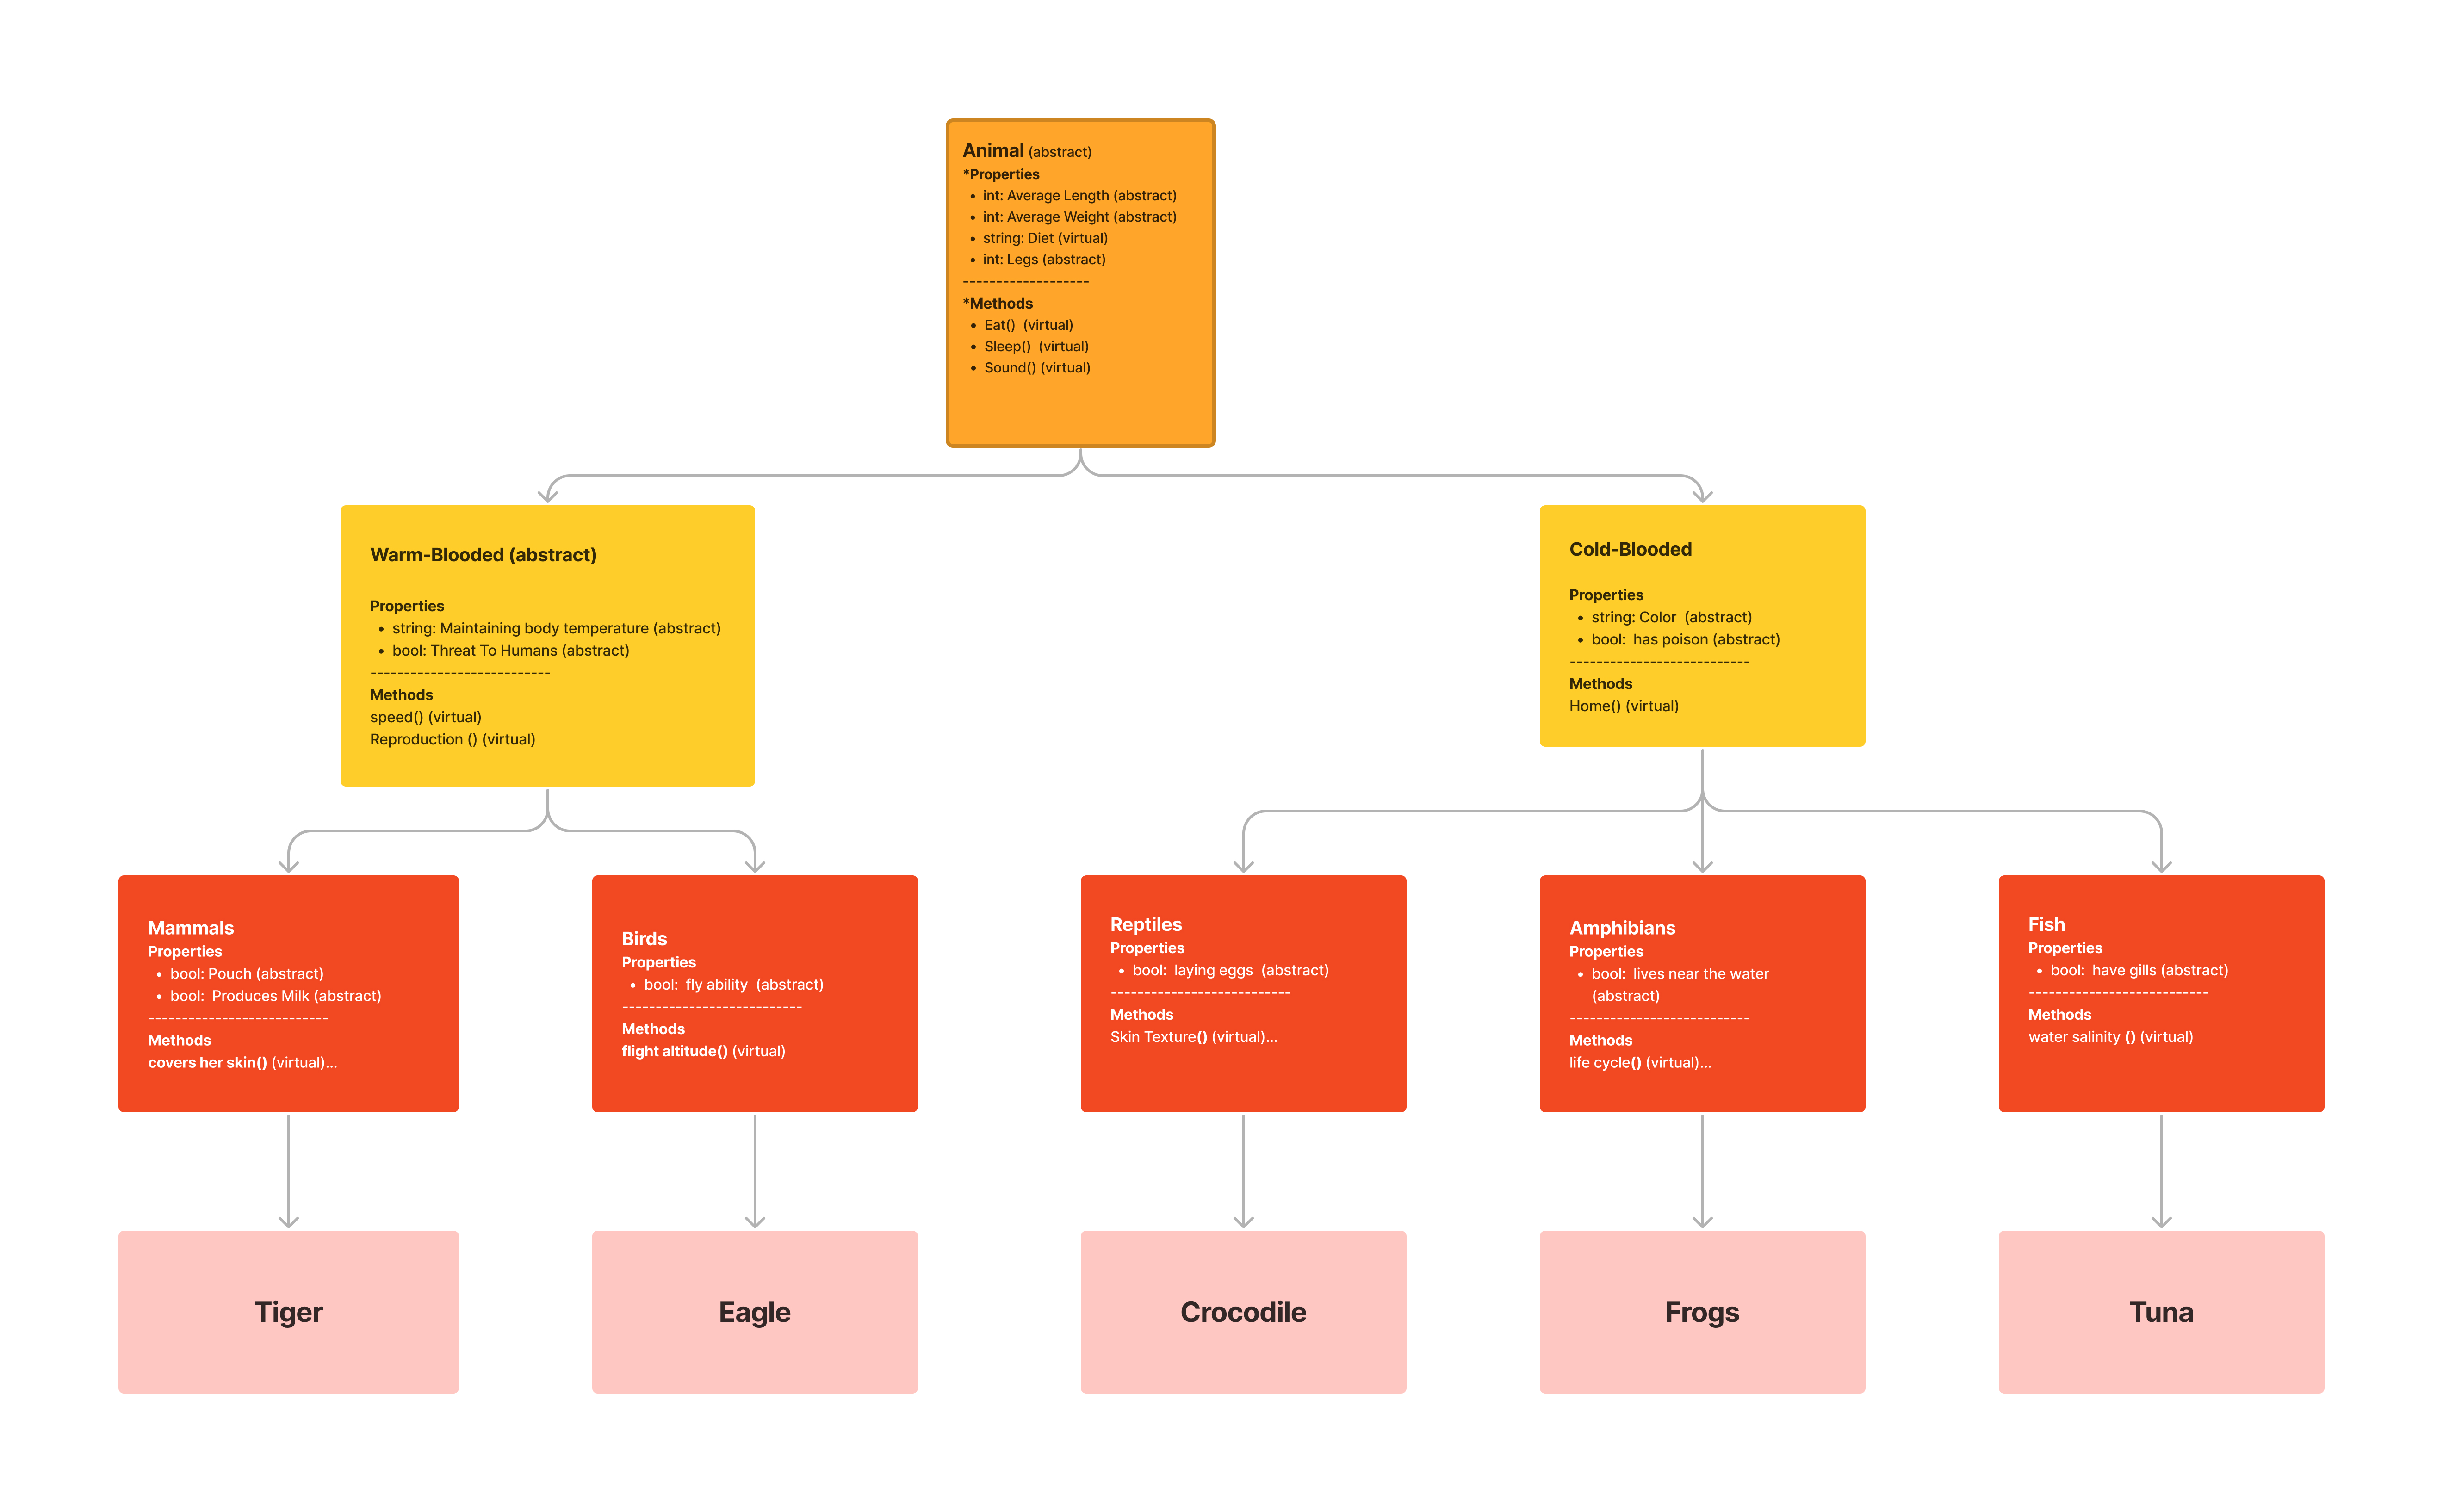 Animal (abstract)
*Properties
• int: Average Length (abstract)
• int: Average Weight (abstract)
• string: Diet (virtual)
• int: Legs (abstract)
-------------------
*Methods
• Eat()  (virtual)
• Sleep()  (virtual)
• Sound() (virtual)
Warm-Blooded (abstract)
Properties
• string: Maintaining body temperature (abstract)
• bool: Threat To Humans (abstract)
---------------------------
Methods
speed() (virtual)
Reproduction () (virtual)
Cold-Blooded
Properties
• string: Color  (abstract)
• bool:  has poison (abstract)
---------------------------
Methods
Home() (virtual)
Mammals
Properties
• bool: Pouch (abstract)
• bool:  Produces Milk (abstract)
---------------------------
Methods
covers her skin() (virtual)...
Birds
Properties
• bool:  fly ability  (abstract)
---------------------------
Methods
flight altitude() (virtual)
Reptiles
Properties
• bool:  laying eggs  (abstract)
---------------------------
Methods
Skin Texture() (virtual)...
Amphibians
Properties
• bool:  lives near the water
(abstract)
---------------------------
Methods
life cycle() (virtual)...
Fish
Properties
• bool:  have gills (abstract)
---------------------------
Methods
water salinity () (virtual)
Tiger
Eagle
Crocodile
Frogs
Tuna